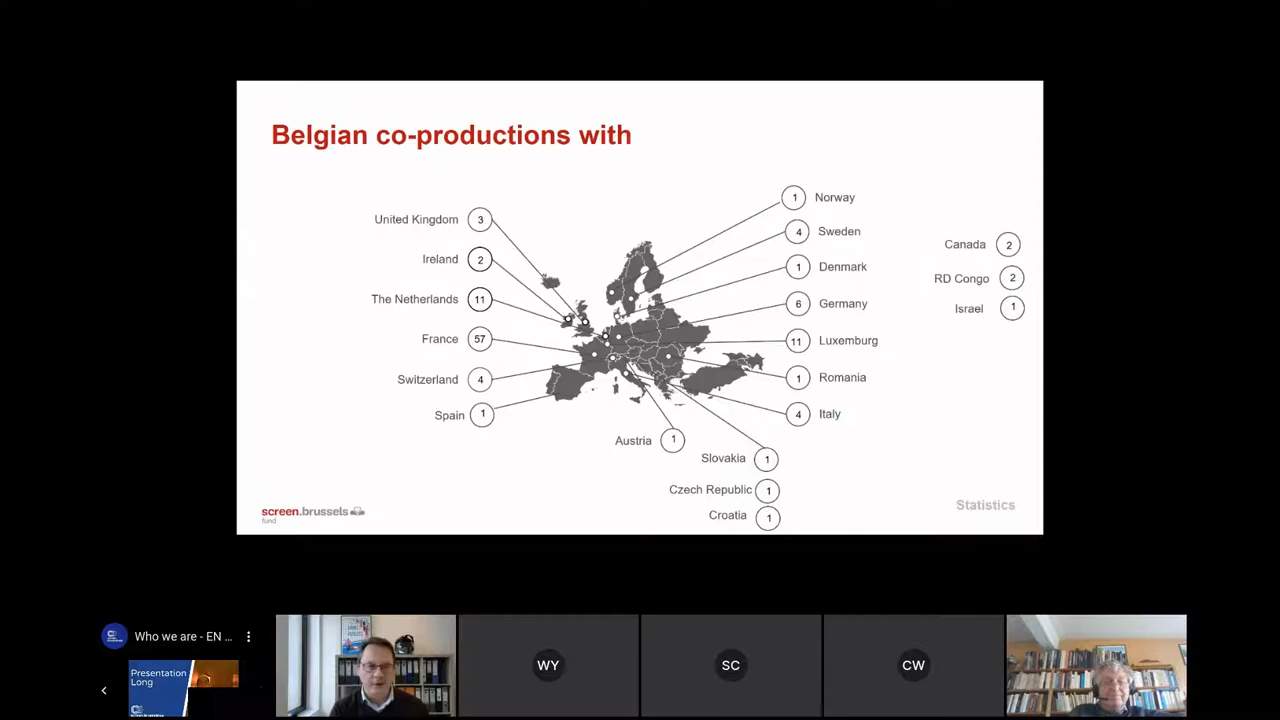 Belgian co-productions with
United Kingdom 3
Ireland 2
The Netherlands 11
France 57
Switzerland 4
Spain 1
1 Norway
4 Sweden
1 Denmark
6 Germany
11 Luxemburg
1 Romania
4 Italy
Canada 2
RD Congo 2
Israel 1
Austria 1
Slovakia 1
Czech Republic 1
Croatia 1
screen.brussels
fund
Statistics
Who we are - EN ...
Presentation
Long
WY
SC
CW